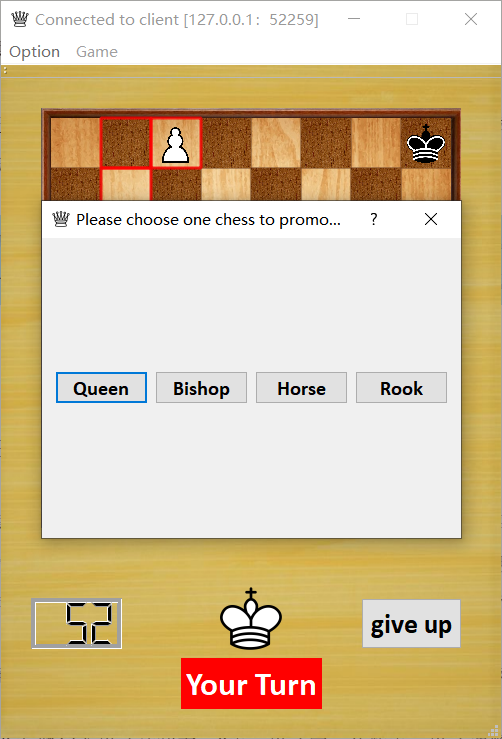 Connected to client [127.0.0.1: 52259]
Option Game
Please choose one chess to promo...
?
Queen Bishop Horse Rook
52
give up
Your Turn